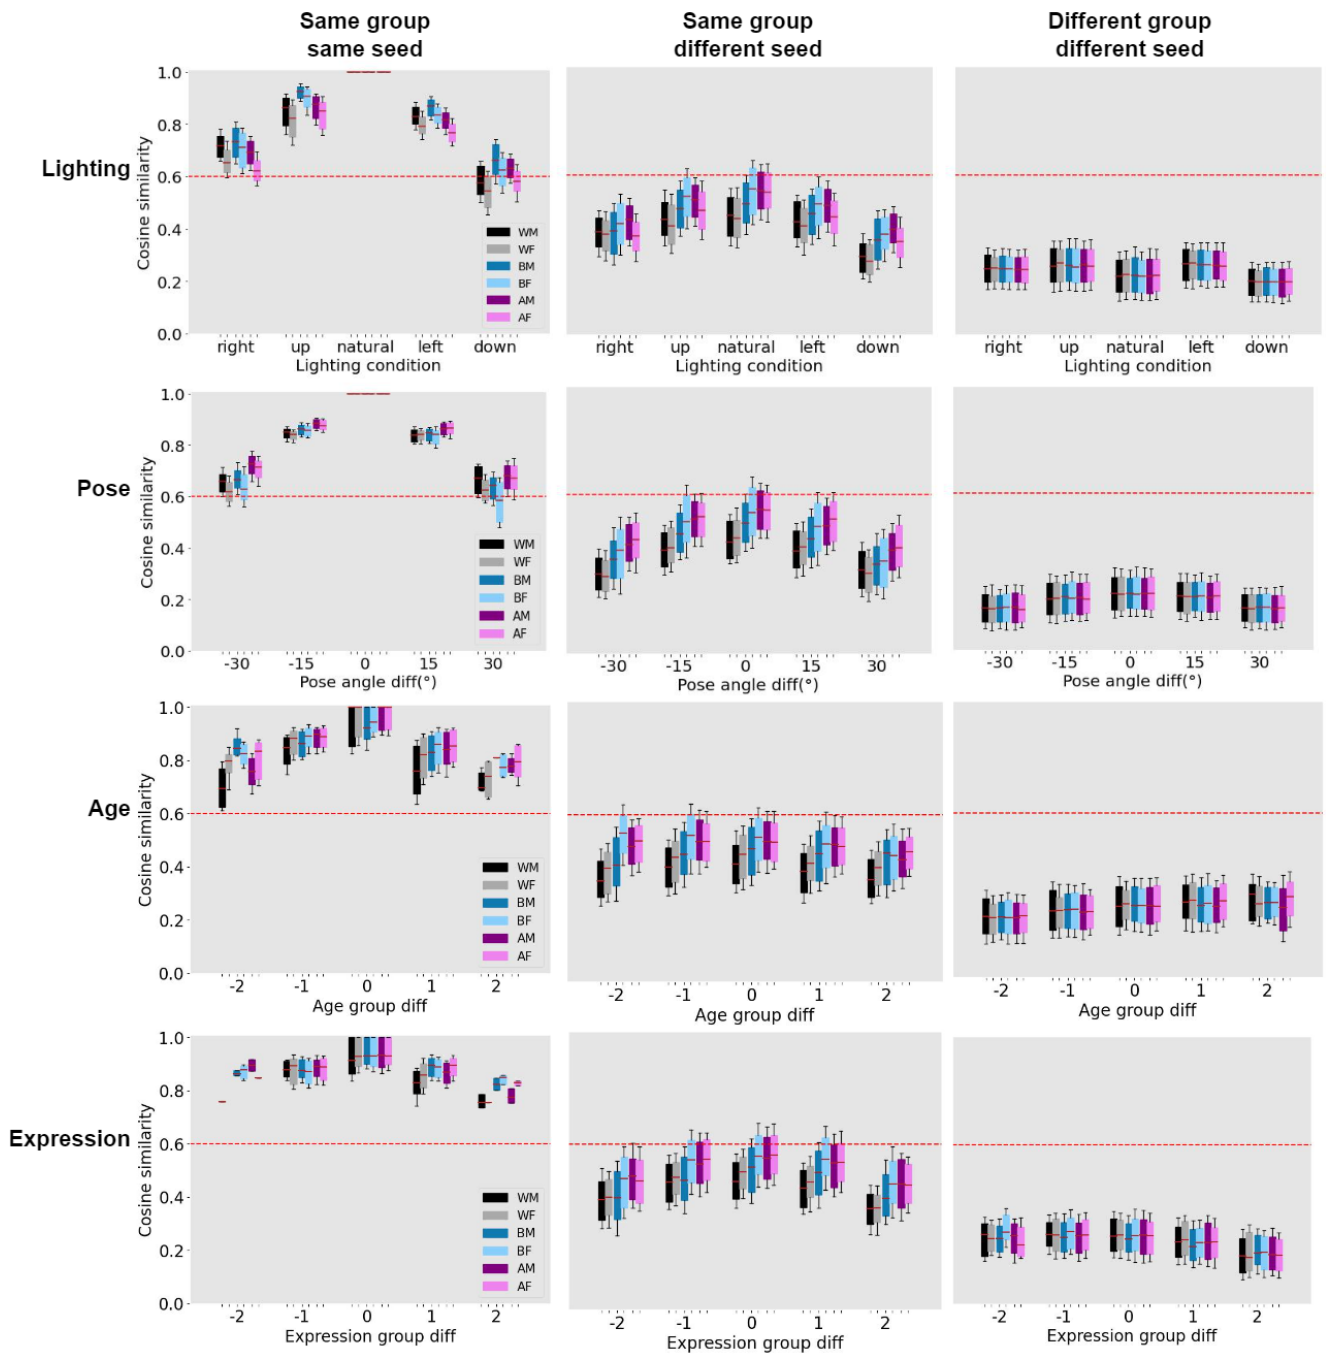 Same group
same seed
Same group
different seed
Different group
different seed
Lighting
Cosine similarity
1.0
0.8
0.6
0.4
0.2
0.0
WM
WF
BM
BF
AM
AF
right up natural left down
Lighting condition
right up natural left down
Lighting condition
right up natural left down
Lighting condition
Pose
Cosine similarity
1.0
0.8
0.6
0.4
0.2
0.0
WM
WF
BM
BF
AM
AF
-30 -15 0 15 30
Pose angle diff(°)
-30 -15 0 15 30
Pose angle diff(°)
-30 -15 0 15 30
Pose angle diff(°)
Age
Cosine similarity
1.0
0.8
0.6
0.4
0.2
0.0
WM
WF
BM
BF
AM
AF
-2 -1 0 1 2
Age group diff
-2 -1 0 1 2
Age group diff
-2 -1 0 1 2
Age group diff
Expression
Cosine similarity
1.0
0.8
0.6
0.4
0.2
0.0
WM
WF
BM
BF
AM
AF
-2 -1 0 1 2
Expression group diff
-2 -1 0 1 2
Expression group diff
-2 -1 0 1 2
Expression group diff